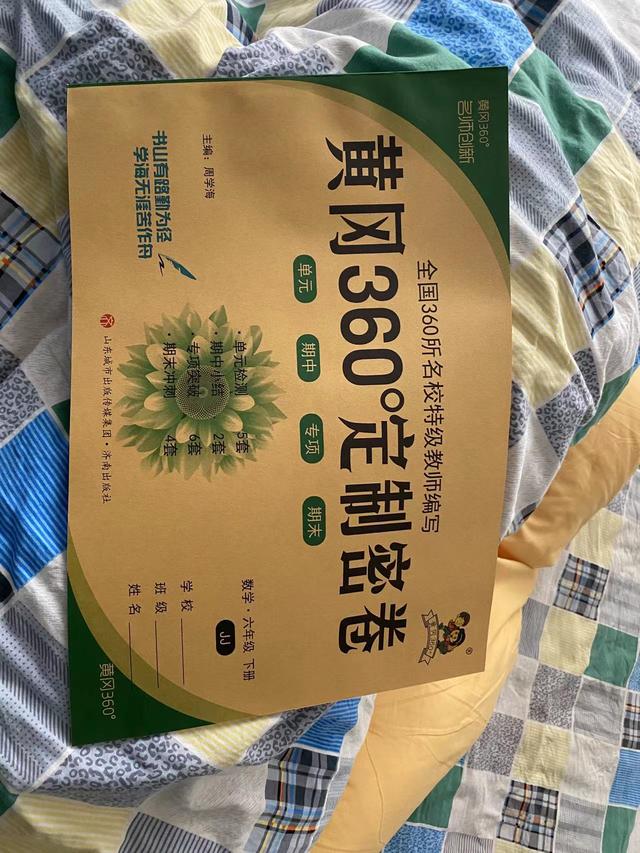 黄冈360°
名师创新
全国360所名校特级教师编写
黄冈360°定制密卷
单元 期中 专项 期末
主编：周学海
数学·六年级 下册
JJ
书山有路勤为径
学海无涯苦作舟
·单元检测 5套
·期中小结 2套
·专项突破 6套
·期末冲刺 4套
学校
班级
姓名
山东城市出版传媒集团·济南出版社
黄冈360°